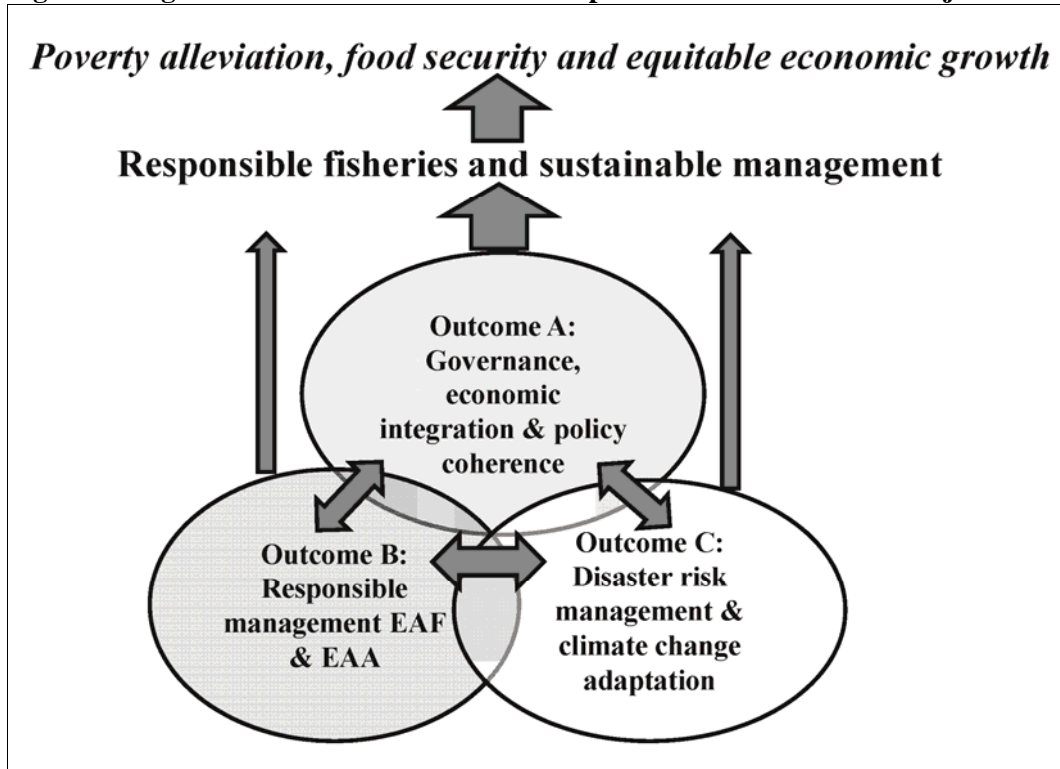 Poverty alleviation, food security and equitable economic growth
Responsible fisheries and sustainable management
Outcome A:
Governance,
economic
integration & policy
coherence
Outcome B:
Responsible
management EAF
& EAA
Outcome C:
Disaster risk
management &
climate change
adaptation